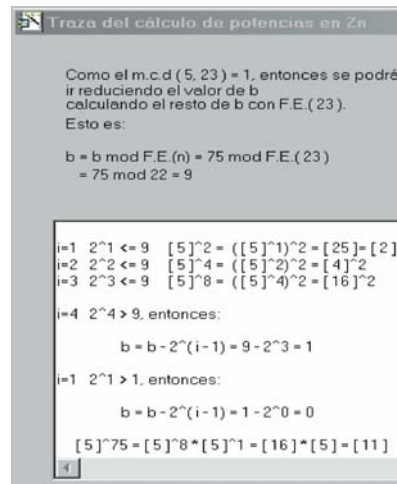 Traza del cálculo de potencias en Zn
Como el m.c.d ( 5, 23 ) = 1, entonces se podrá
ir reduciendo el valor de b
calculando el resto de b con F.E.( 23 ).
Esto es:
b = b mod F.E.(n) = 75 mod F.E.( 23 )
= 75 mod 22 = 9
i=1 2^1 <= 9 [ 5 ]^2 = ([ 5 ]^1)^2 = [ 25 ]= [ 2 ]
i=2 2^2 <= 9 [ 5 ]^4 = ([ 5 ]^2)^2 = [ 4 ]^2
i=3 2^3 <= 9 [ 5 ]^8 = ([ 5 ]^4)^2 = [ 16 ]^2
i=4 2^4 > 9, entonces:
b = b - 2^(i - 1) = 9 - 2^3 = 1
i=1 2^1 > 1, entonces:
b = b - 2^(i - 1) = 1 - 2^0 = 0
[ 5 ]^75 = [ 5 ]^8 * [ 5 ]^1 = [ 16 ] * [ 5 ] = [ 11 ]